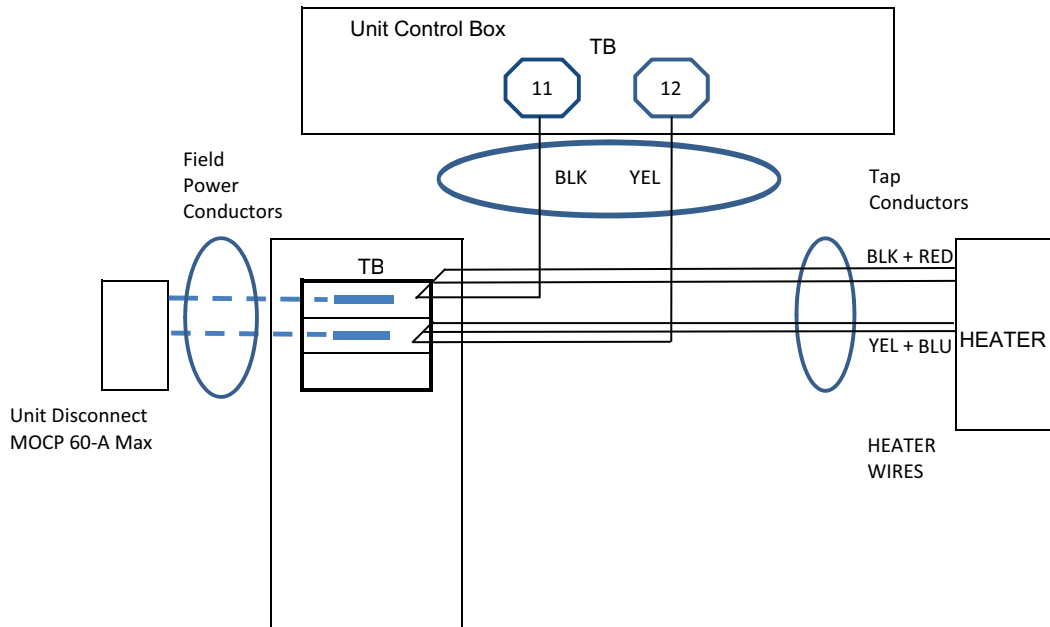 Unit Control Box
TB
11
12
BLK
YEL
Field
Power
Conductors
Tap
Conductors
TB
BLK + RED
YEL + BLU
HEATER
Unit Disconnect
MOCP 60-A Max
HEATER
WIRES